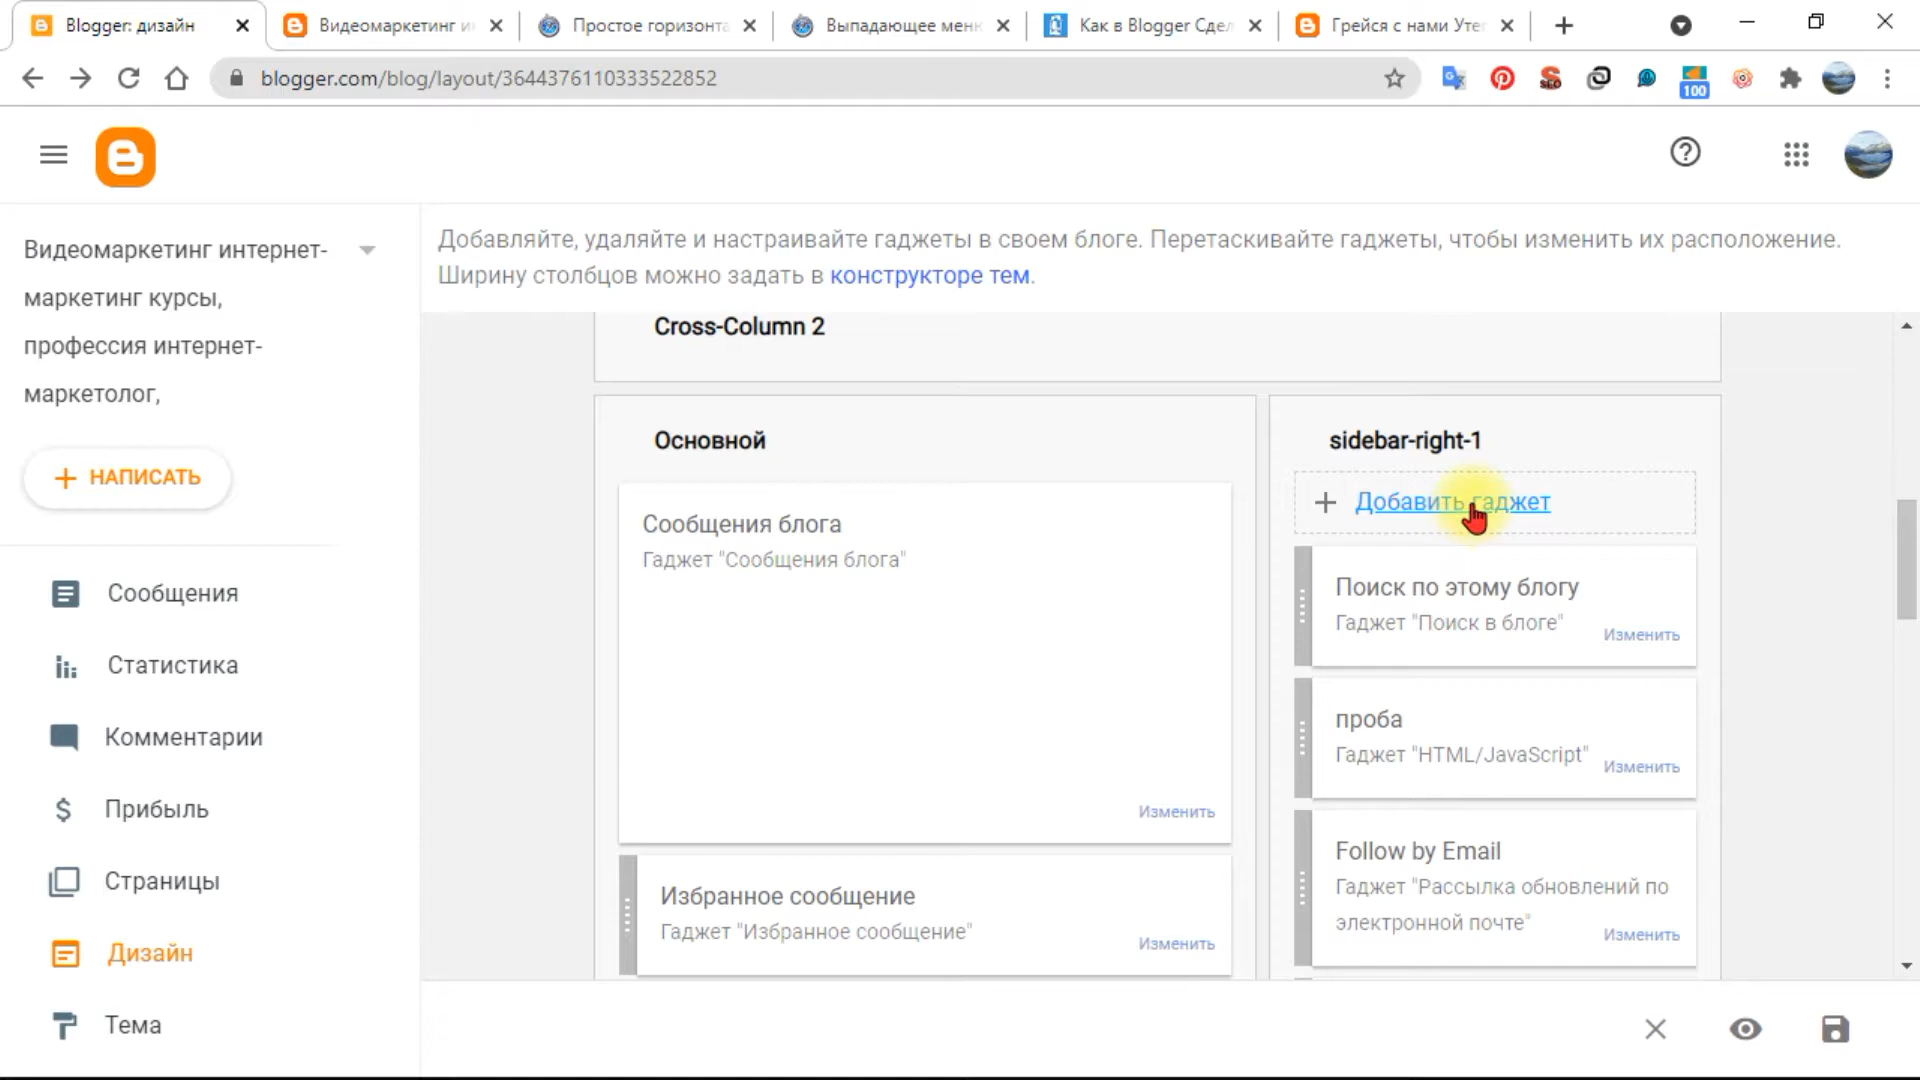 Blogger: дизайн
Видеомаркетинг и
Простое горизонта
Выпадающее мен
Как в Blogger Сдел
Грейся с нами Уте
blogger.com/blog/layout/3644376110333522852
SEO
100
Видеомаркетинг интернет-
маркетинг курсы,
профессия интернет-
маркетолог,
НАПИСАТЬ
Сообщения
Статистика
Комментарии
Прибыль
Страницы
Дизайн
Тема
Добавляйте, удаляйте и настраивайте гаджеты в своем блоге. Перетаскивайте гаджеты, чтобы изменить их расположение.
Ширину столбцов можно задать в конструкторе тем.
Cross-Column 2
Основной
Сообщения блога
Гаджет "Сообщения блога"
Изменить
Избранное сообщение
Гаджет "Избранное сообщение"
Изменить
sidebar-right-1
Добавить гаджет
Поиск по этому блогу
Гаджет "Поиск в блоге"
Изменить
проба
Гаджет "HTML/JavaScript"
Изменить
Follow by Email
Гаджет "Рассылка обновлений по
электронной почте"
Изменить